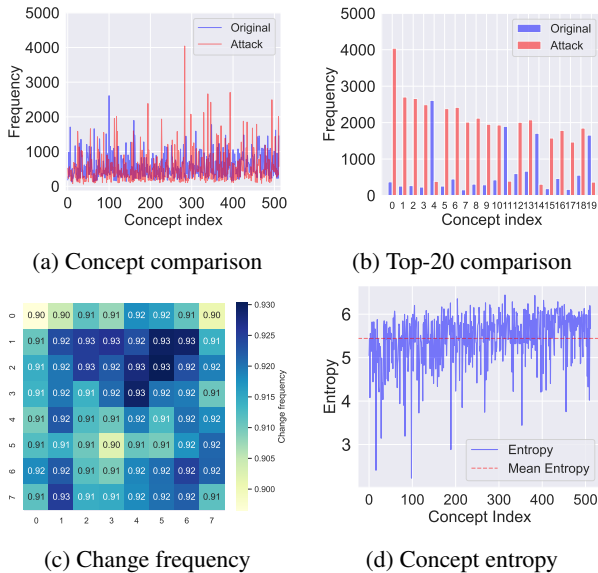 5000
4000
3000
2000
1000
0
Frequency
Original
Attack
0 100 200 300 400 500
Concept index
(a) Concept comparison
5000
4000
3000
2000
1000
0
Frequency
Original
Attack
0 1 2 3 4 5 6 7 8 9 10 11 12 13 14 15 16 17 18 19
Concept index
(b) Top-20 comparison
0 0.90 0.90 0.91 0.91 0.92 0.92 0.91 0.90
1 0.91 0.92 0.93 0.93 0.92 0.93 0.93 0.91
2 0.92 0.92 0.93 0.92 0.93 0.93 0.92 0.92
3 0.91 0.92 0.91 0.92 0.93 0.92 0.92 0.91
4 0.91 0.92 0.91 0.91 0.92 0.91 0.92 0.92
5 0.91 0.91 0.92 0.90 0.91 0.91 0.92 0.92
6 0.92 0.92 0.91 0.91 0.92 0.92 0.92 0.92
7 0.91 0.93 0.92 0.91 0.92 0.92 0.92 0.91
0 1 2 3 4 5 6 7
0.930
0.925
0.920
0.915
0.910
0.905
0.900
Change frequency
(c) Change frequency
6
5
4
3
Entropy
Entropy
Mean Entropy
0 100 200 300 400 500
Concept Index
(d) Concept entropy